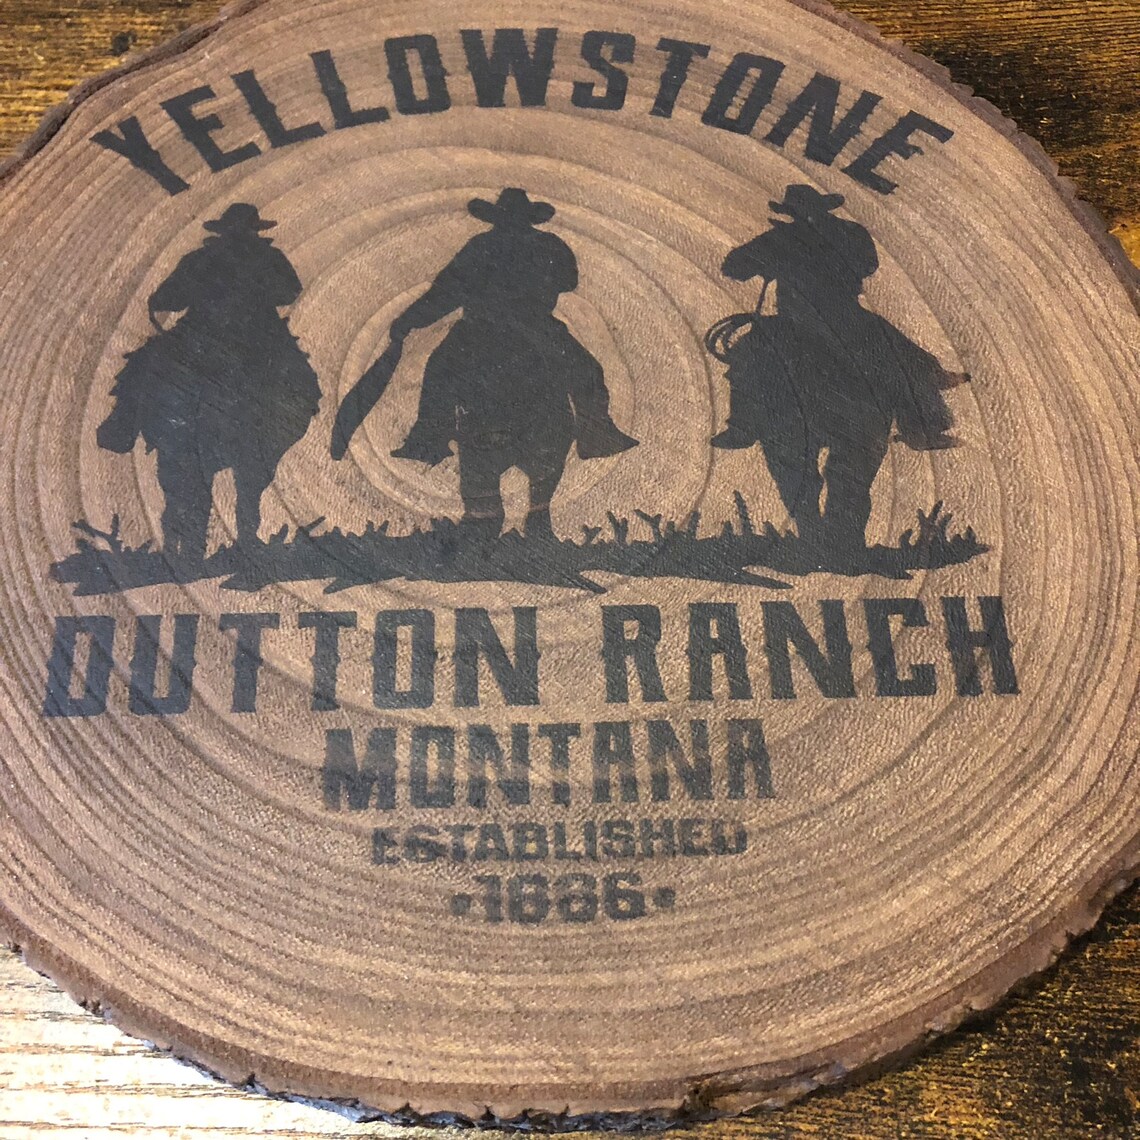 YELLOWSTONE
DUTTON RANCH
MONTANA
ESTABLISHED
•1886•